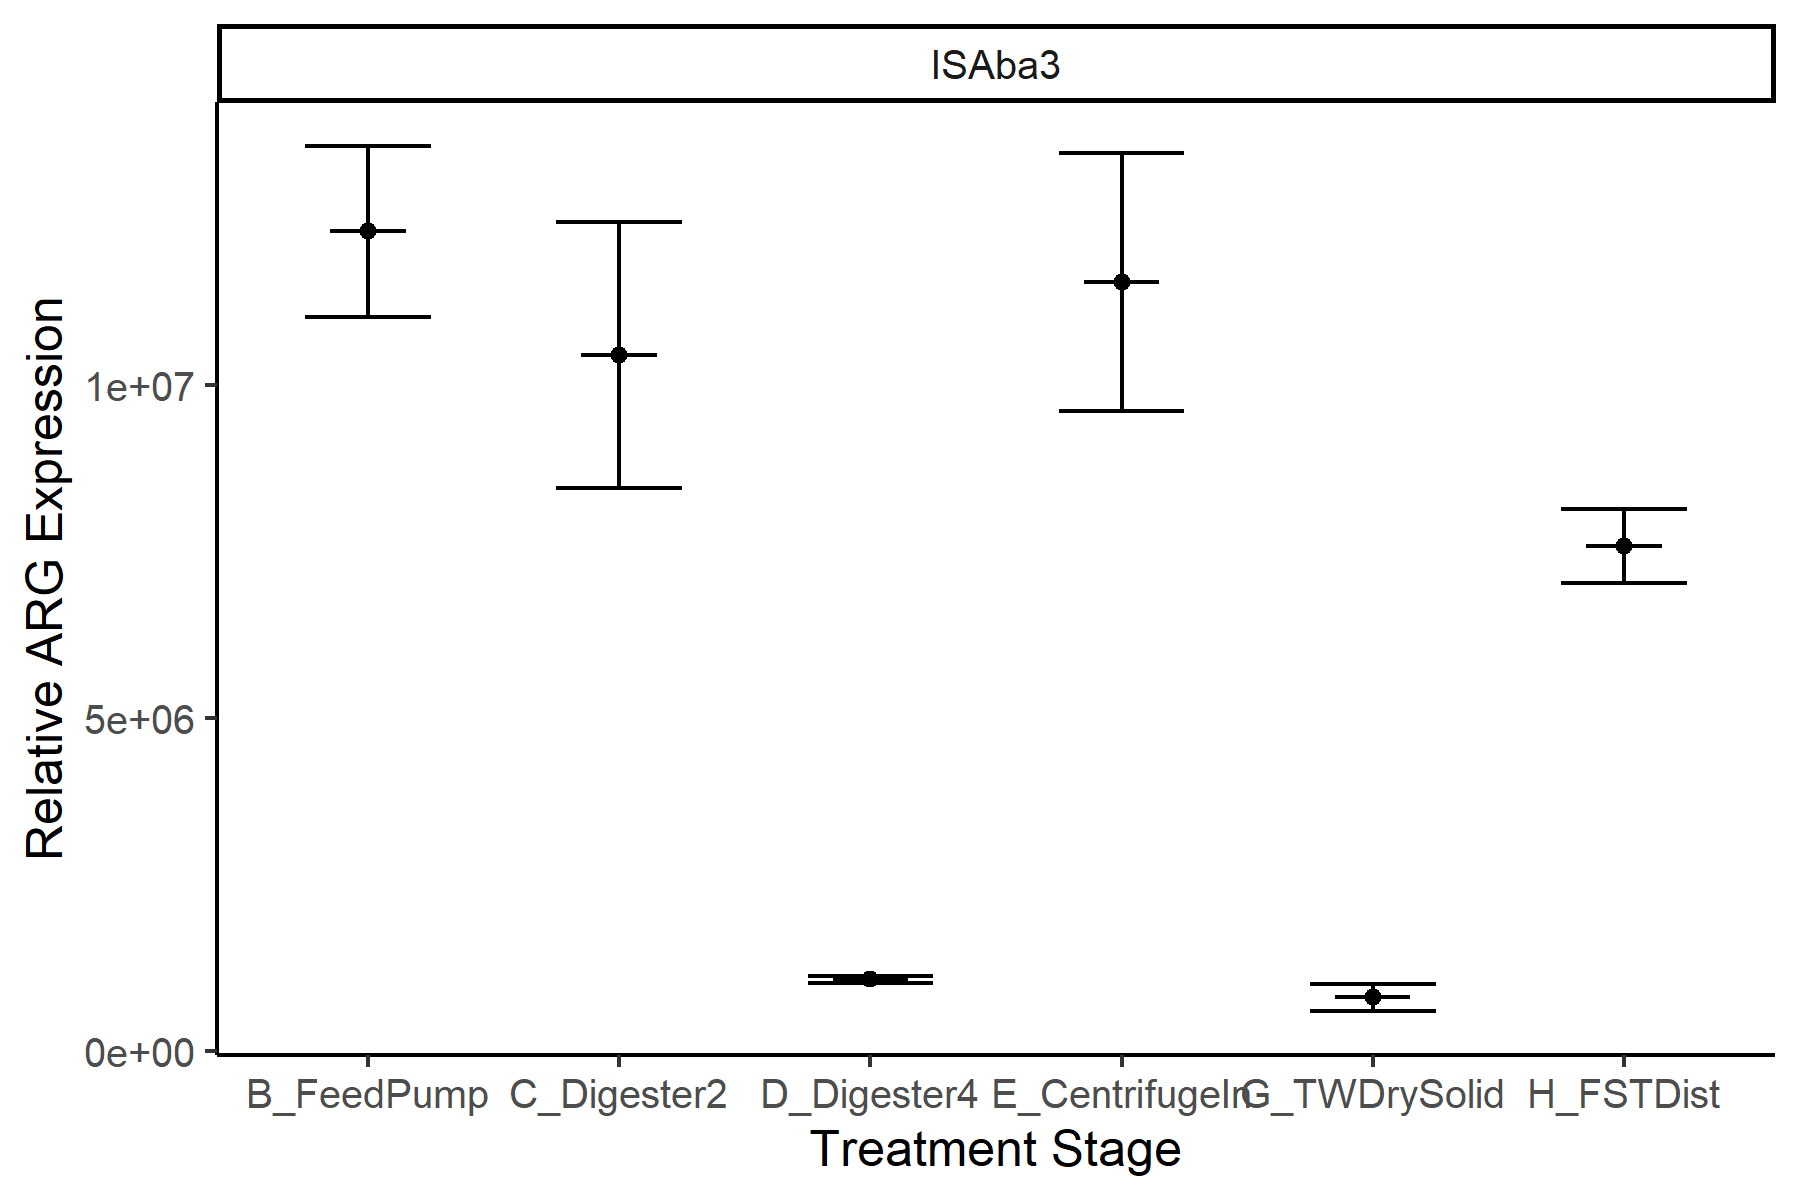 ISAba3
Relative ARG Expression
1e+07
5e+06
0e+00
B_FeedPump C_Digester2 D_Digester4 E_CentrifugeIn G_TWDrySolid H_FSTDist
Treatment Stage